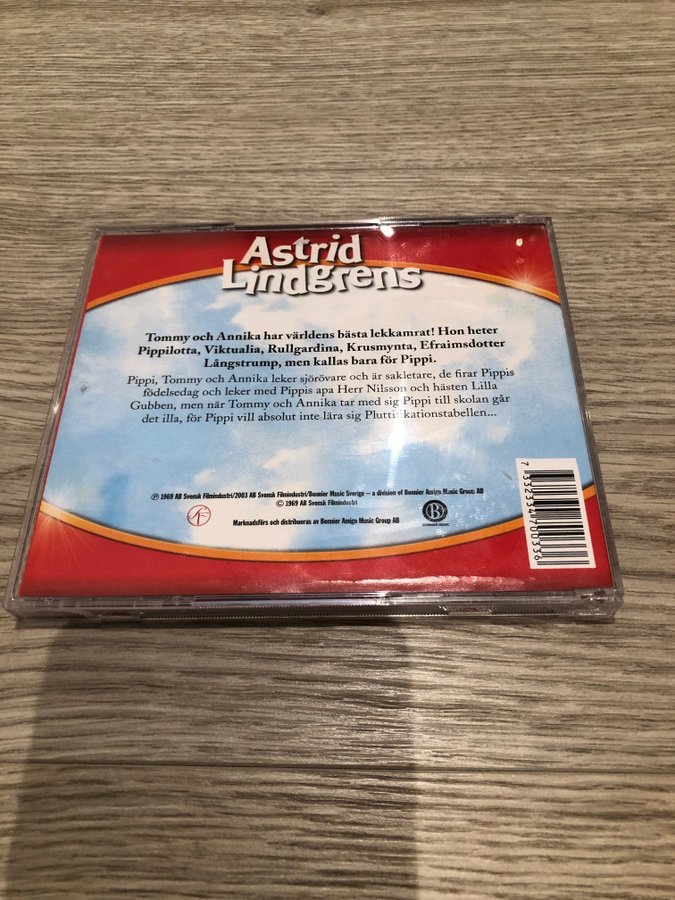 Astrid
Lindgrens
Tommy och Annika har världens bästa lekkamrat! Hon heter
Pippilotta, Viktualia, Rullgardina, Krusmynta, Efraimsdotter
Långstrump, men kallas bara för Pippi.
Pippi, Tommy och Annika leker sjörövare och är sakletare, de firar Pippis
födelsedag och leker med Pippis apa Herr Nilsson och hästen Lilla
Gubben, men när Tommy och Annika tar med sig Pippi till skolan går
det illa, för Pippi vill absolut inte lära sig Pluttifikationstabellen...
℗ 1969 AB Svensk Filmindustri/2003 AB Svensk Filmindustri/Bonnier Music Sverige – a division of Bonnier Amigo Music Group AB
© 1969 AB Svensk Filmindustri
SF
B
BONNIER MUSIC
Marknadsförs och distribueras av Bonnier Amigo Music Group AB